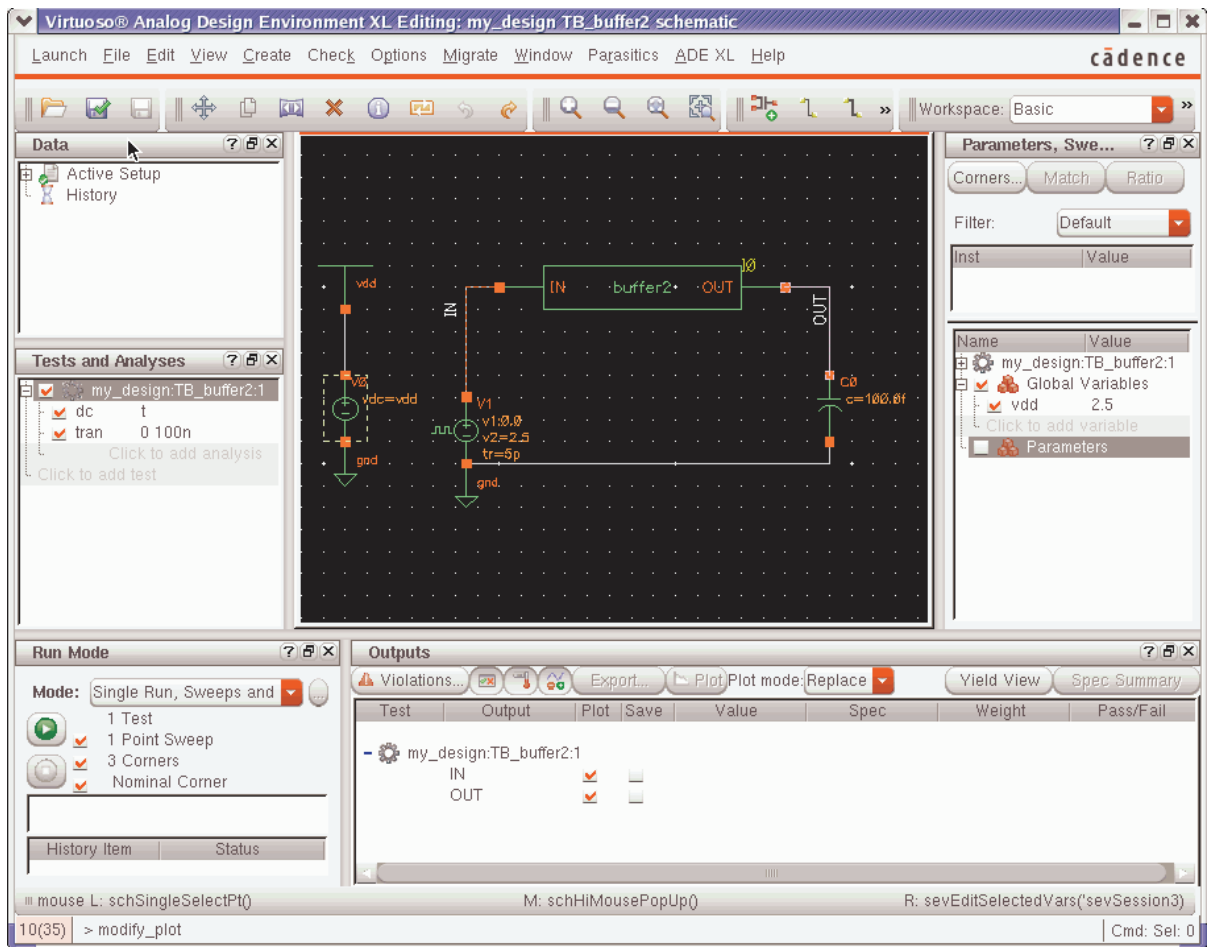 Virtuoso® Analog Design Environment XL Editing: my_design TB_buffer2 schematic
Launch File Edit View Create Check Options Migrate Window Parasitics ADE XL Help
cādence
» Workspace: Basic »
Data
Active Setup
History
Tests and Analyses
my_design:TB_buffer2:1
dc t
tran 0 100n
Click to add analysis
Click to add test
vdd
V0
vdc=vdd
gnd
IN
V1
v1:0.0
v2=2.5
tr=5p
gnd
IN buffer2 OUT
I0
OUT
C0
c=100.0f
Parameters, Swe...
Corners... Match Ratio
Filter: Default
Inst Value
Name Value
my_design:TB_buffer2:1
Global Variables
vdd 2.5
Click to add variable
Parameters
Run Mode
Mode: Single Run, Sweeps and ...
1 Test
1 Point Sweep
3 Corners
Nominal Corner
History Item Status
Outputs
Violations... Export... Plot Plot mode: Replace Yield View Spec Summary
Test Output Plot Save Value Spec Weight Pass/Fail
my_design:TB_buffer2:1
IN
OUT
mouse L: schSingleSelectPt() M: schHiMousePopUp() R: sevEditSelectedVars('sevSession3)
10(35) > modify_plot Cmd: Sel: 0